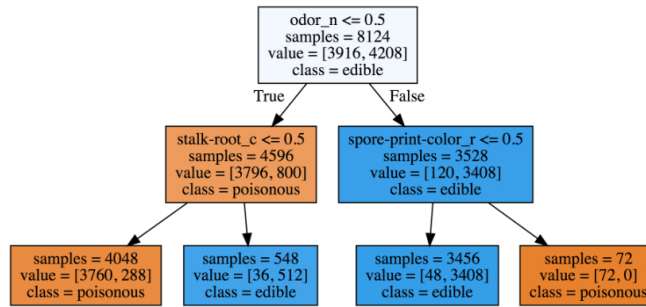 odor_n <= 0.5
samples = 8124
value = [3916, 4208]
class = edible
True
False
stalk-root_c <= 0.5
samples = 4596
value = [3796, 800]
class = poisonous
spore-print-color_r <= 0.5
samples = 3528
value = [120, 3408]
class = edible
samples = 4048
value = [3760, 288]
class = poisonous
samples = 548
value = [36, 512]
class = edible
samples = 3456
value = [48, 3408]
class = edible
samples = 72
value = [72, 0]
class = poisonous